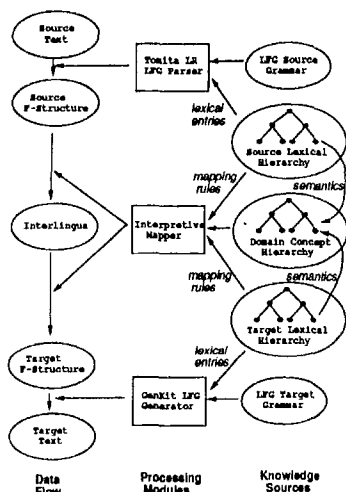 Source
Text
Tomita LR
LFG Parser
LFG Source
Grammar
Source
F-Structure
lexical
entries
Source Lexical
Hierarchy
mapping
rules
semantics
Interlingua
Interpretive
Mapper
Domain Concept
Hierarchy
mapping
rules
semantics
Target Lexical
Hierarchy
Target
F-Structure
lexical
entries
GenKit LFG
Generator
LFG Target
Grammar
Target
Text
Data
Flow
Processing
Modules
Knowledge
Sources